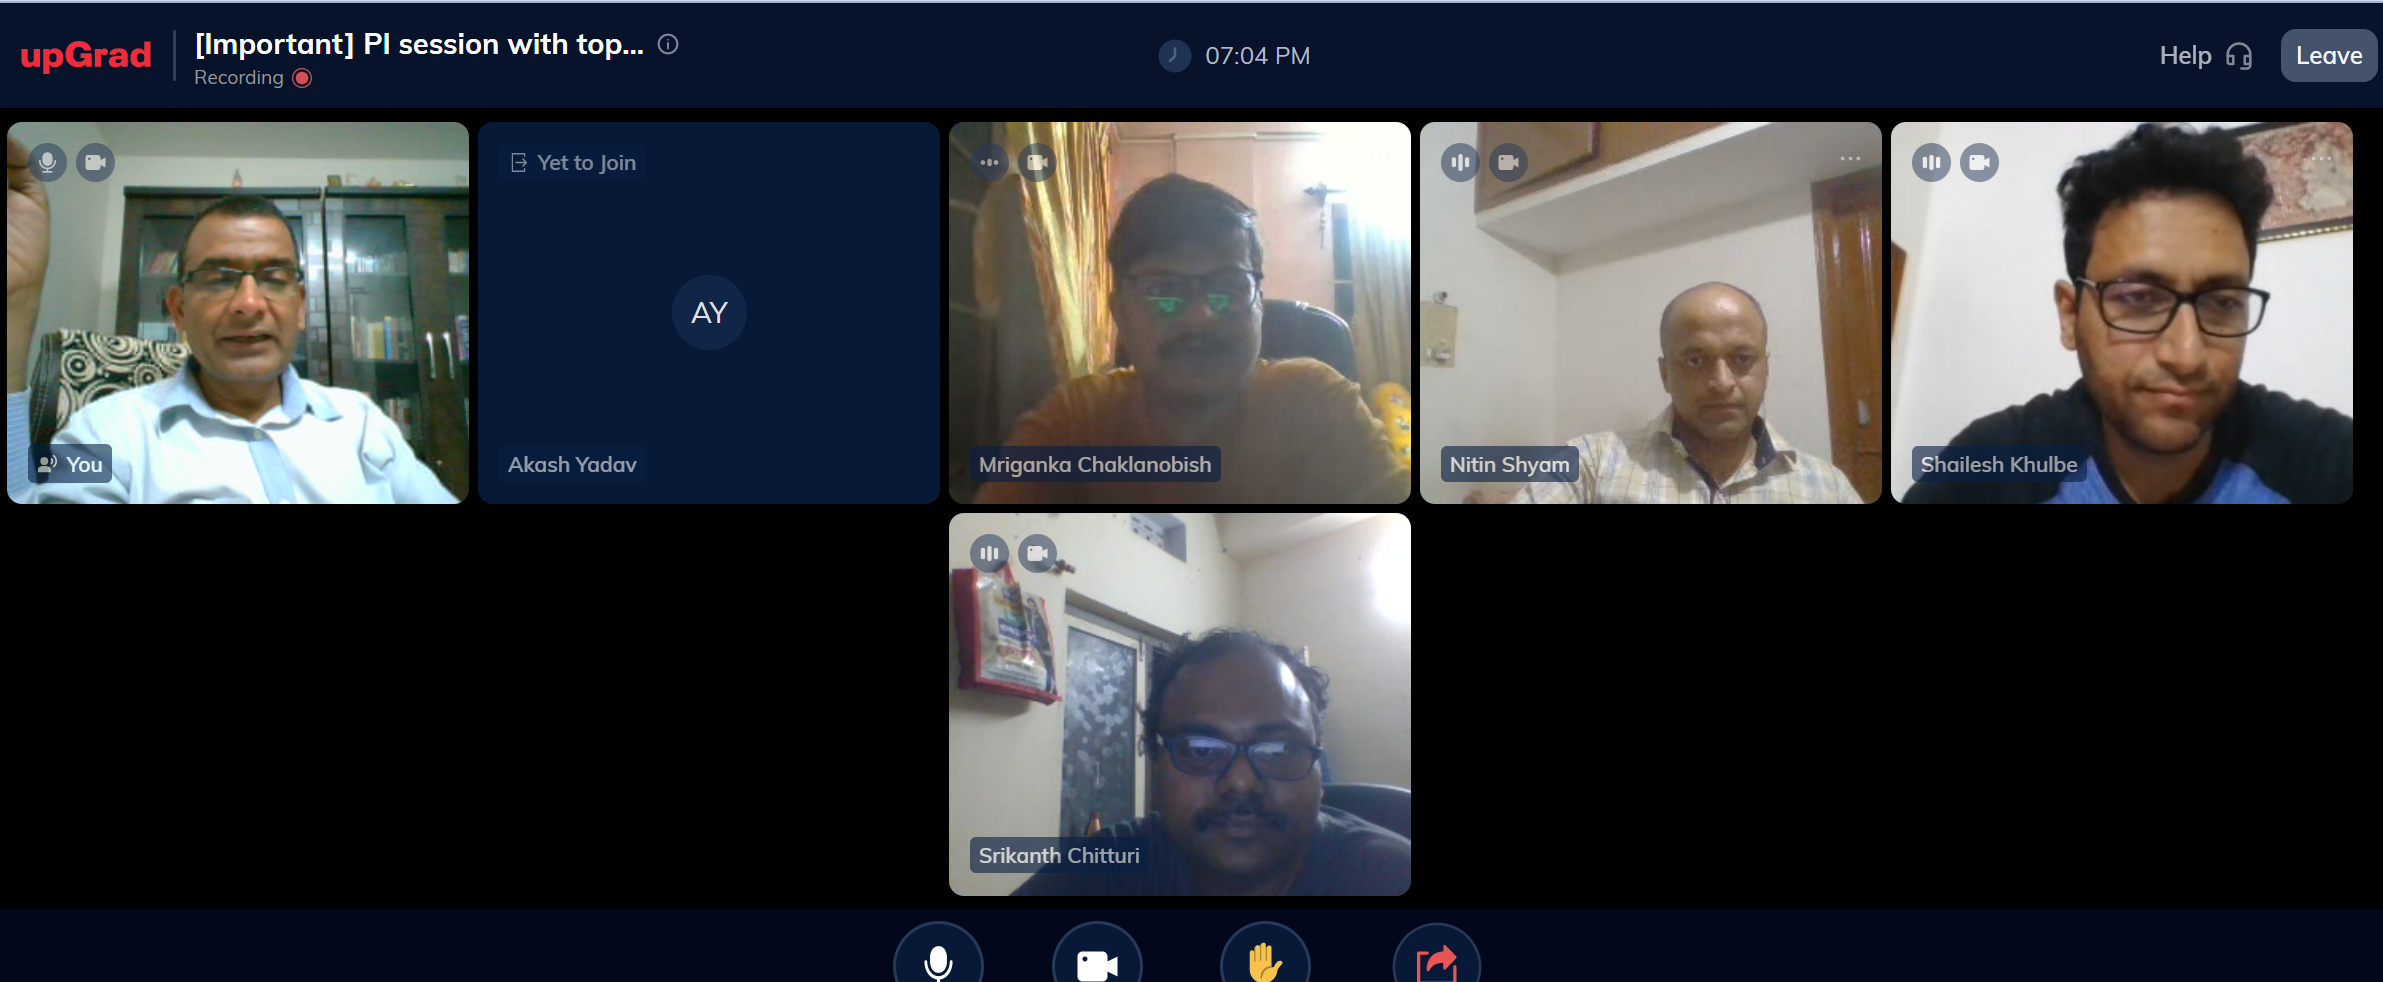 upGrad
[Important] PI session with top...
Recording
07:04 PM
Help
Leave
Yet to Join
AY
You
Akash Yadav
Mriganka Chaklanobish
Nitin Shyam
Shailesh Khulbe
Srikanth Chitturi